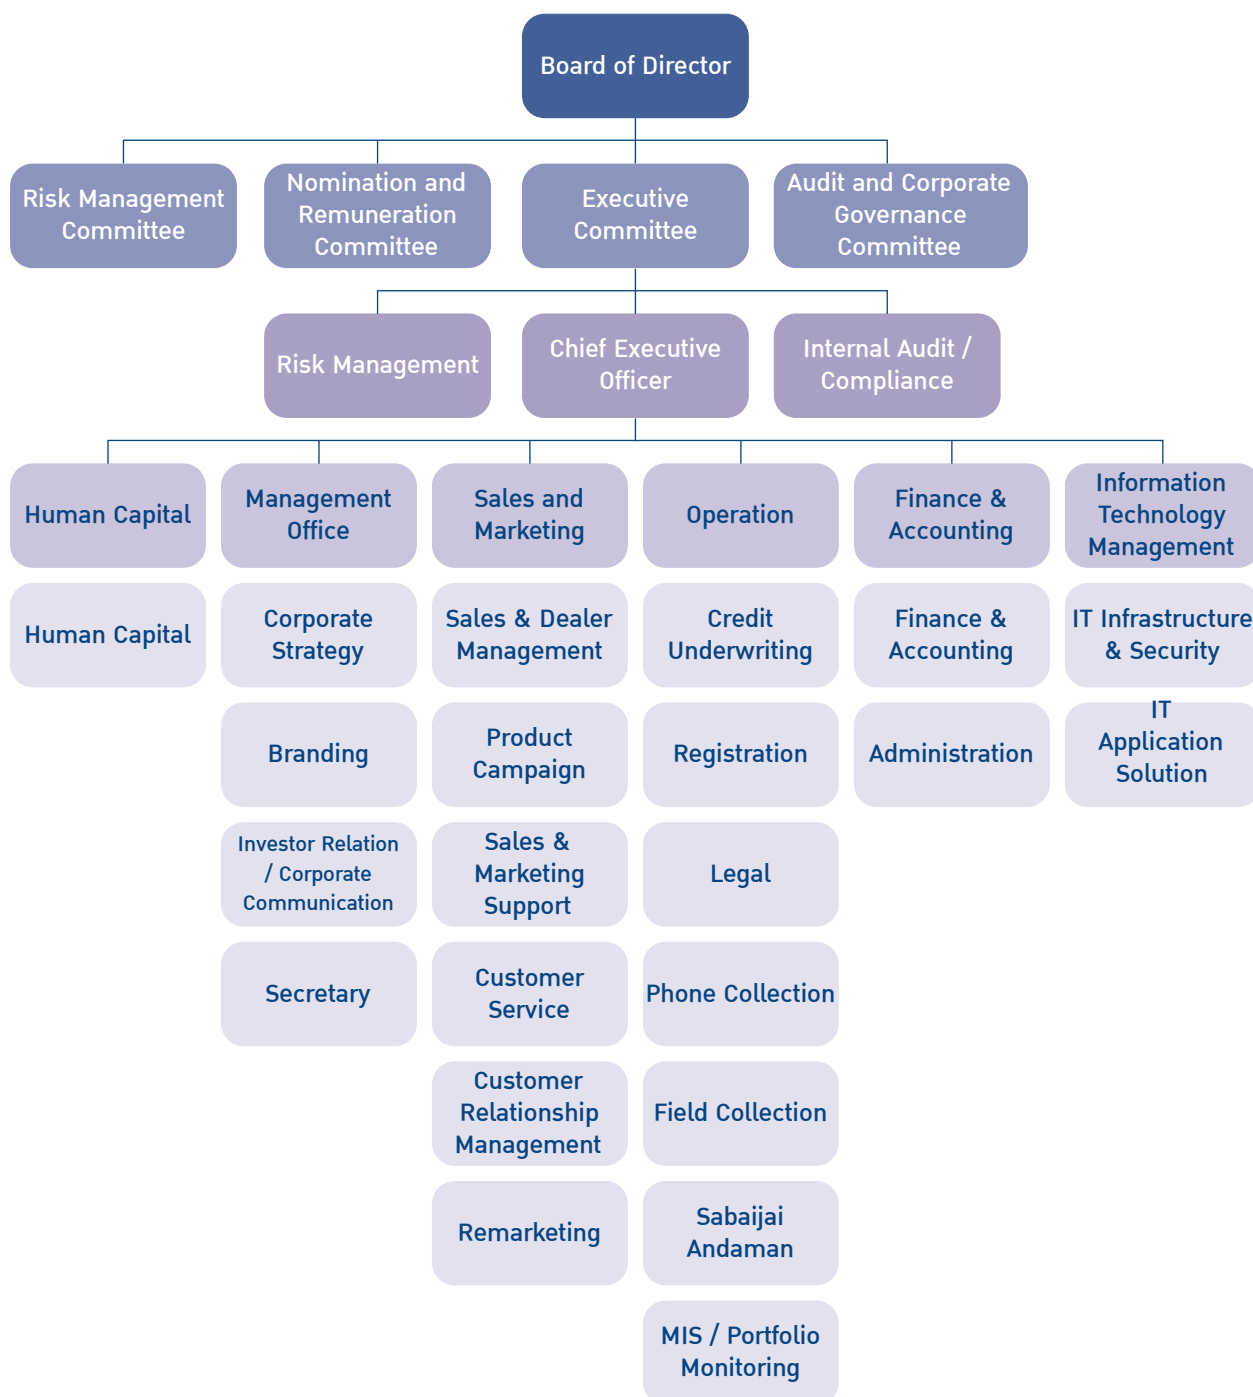 Board of Director
Risk Management
Committee
Nomination and
Remuneration
Committee
Executive
Committee
Audit and Corporate
Governance
Committee
Risk Management
Chief Executive
Officer
Internal Audit /
Compliance
Human Capital
Management
Office
Sales and
Marketing
Operation
Finance &
Accounting
Information
Technology
Management
Human Capital
Corporate
Strategy
Sales & Dealer
Management
Credit
Underwriting
Finance &
Accounting
IT Infrastructure
& Security
Branding
Product
Campaign
Registration
Administration
IT
Application
Solution
Investor Relation
/ Corporate
Communication
Sales &
Marketing
Support
Legal
Secretary
Customer
Service
Phone Collection
Customer
Relationship
Management
Field Collection
Remarketing
Sabaijai
Andaman
MIS / Portfolio
Monitoring